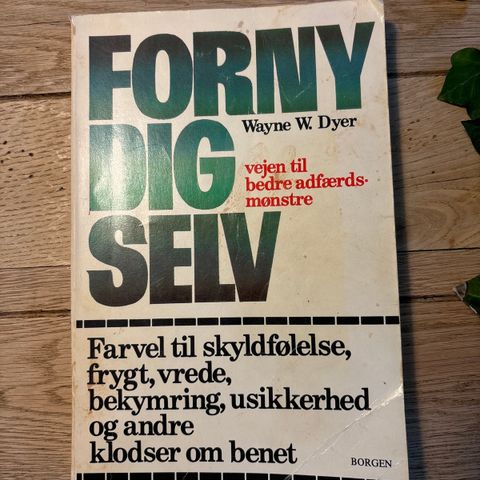 FORNY
Wayne W. Dyer
DIG
vejen til
bedre adfærds-
mønstre
SELV
Farvel til skyldfølelse,
frygt, vrede,
bekymring, usikkerhed
og andre
klodser om benet
BORGEN